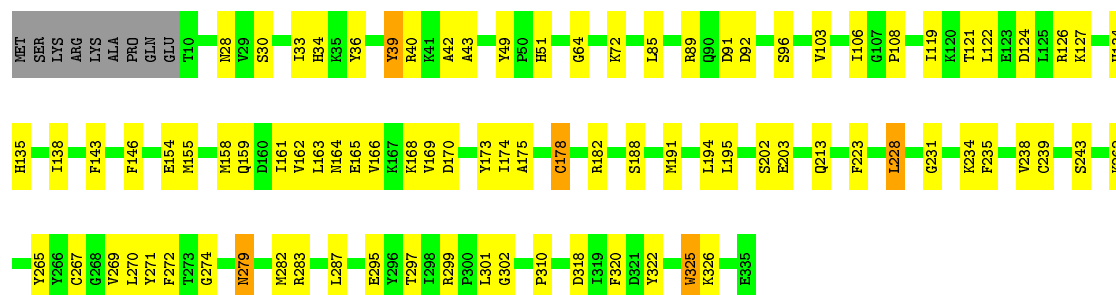 MET SER LYS ARG LYS ALA PRO GLN GLU T10 N28 V29 S30 I33 H34 K35 Y36 Y39 R40 K41 A42 A43 Y49 P50 H51 G64 K72 L85 R89 Q90 D91 D92 S96 V103 I106 G107 P108 I119 K120 T121 L122 E123 D124 L125 R126 K127
H135 I138 F143 F146 E154 M155 M158 Q159 D160 I161 V162 L163 N164 E165 V166 K167 K168 V169 D170 Y173 I174 A175 C178 R182 S188 M191 L194 L195 S202 E203 Q213 F223 L228 G231 K234 F235 V238 C239 S243
Y265 Y266 C267 G268 V269 L270 Y271 F272 T273 G274 N279 M282 R283 L287 E295 Y296 T297 I298 R299 P300 L301 G302 P310 D318 I319 F320 D321 Y322 W325 K326 E335